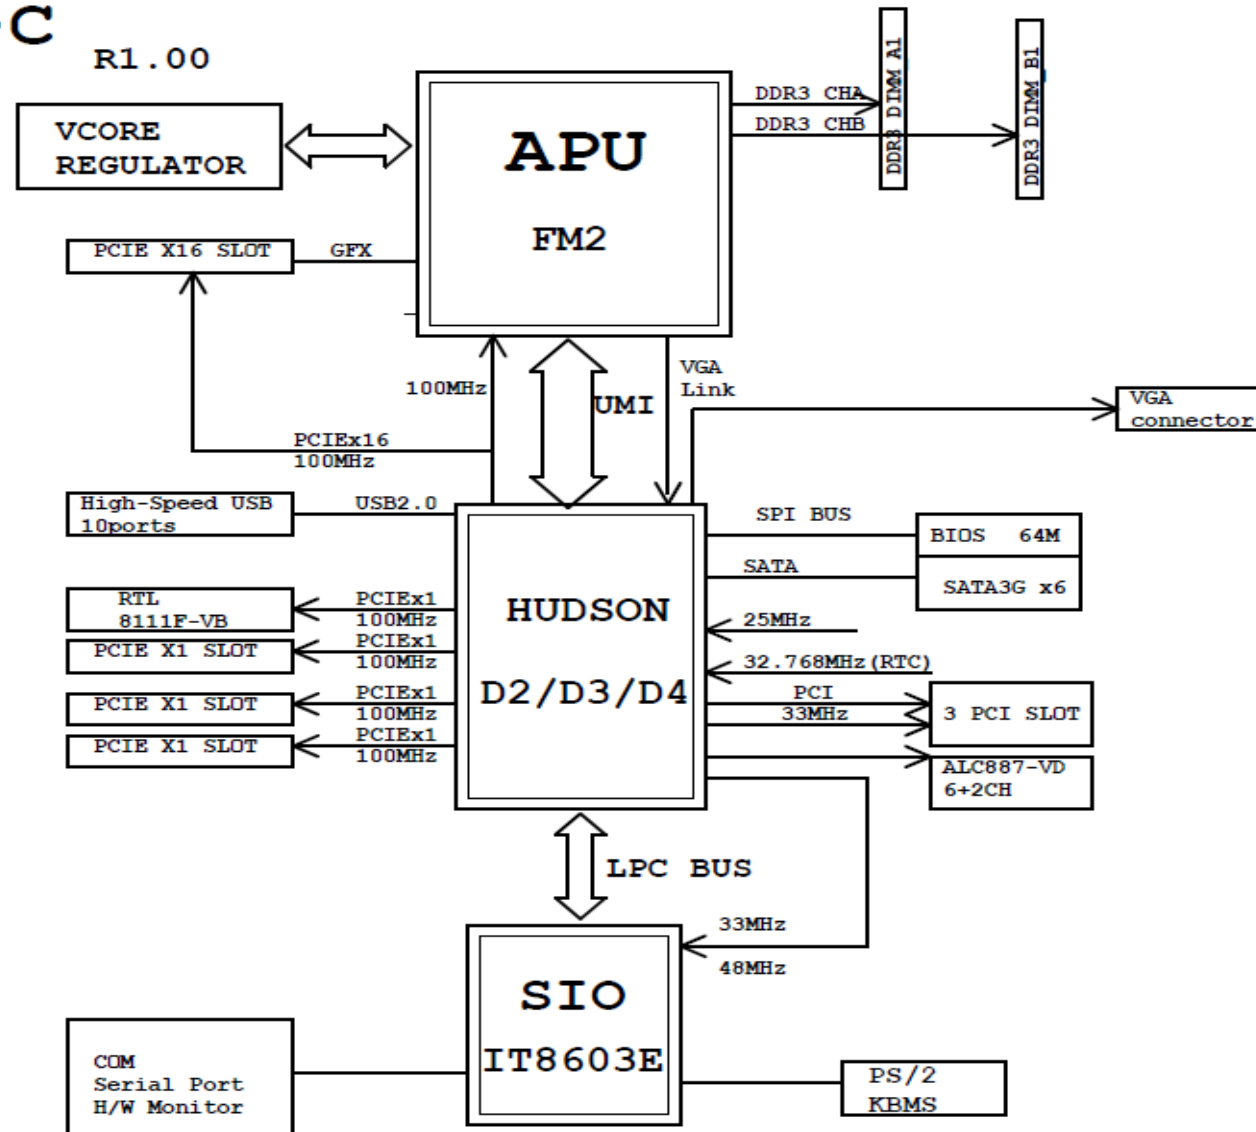 C
R1.00
VCORE
REGULATOR
APU
FM2
DDR3 CHA
DDR3 CHB
DDR3 DIMM A1
DDR3 DIMM B1
PCIE X16 SLOT
GFX
100MHz
UMI
VGA
Link
VGA
connector
PCIEx16
100MHz
High-Speed USB
10ports
USB2.0
SPI BUS
BIOS 64M
SATA
SATA3G x6
HUDSON
D2/D3/D4
RTL
8111F-VB
PCIEx1
100MHz
PCIE X1 SLOT
PCIEx1
100MHz
PCIE X1 SLOT
PCIEx1
100MHz
PCIE X1 SLOT
PCIEx1
100MHz
25MHz
32.768MHz(RTC)
PCI
33MHz
3 PCI SLOT
ALC887-VD
6+2CH
LPC BUS
33MHz
48MHz
SIO
IT8603E
COM
Serial Port
H/W Monitor
PS/2
KBMS